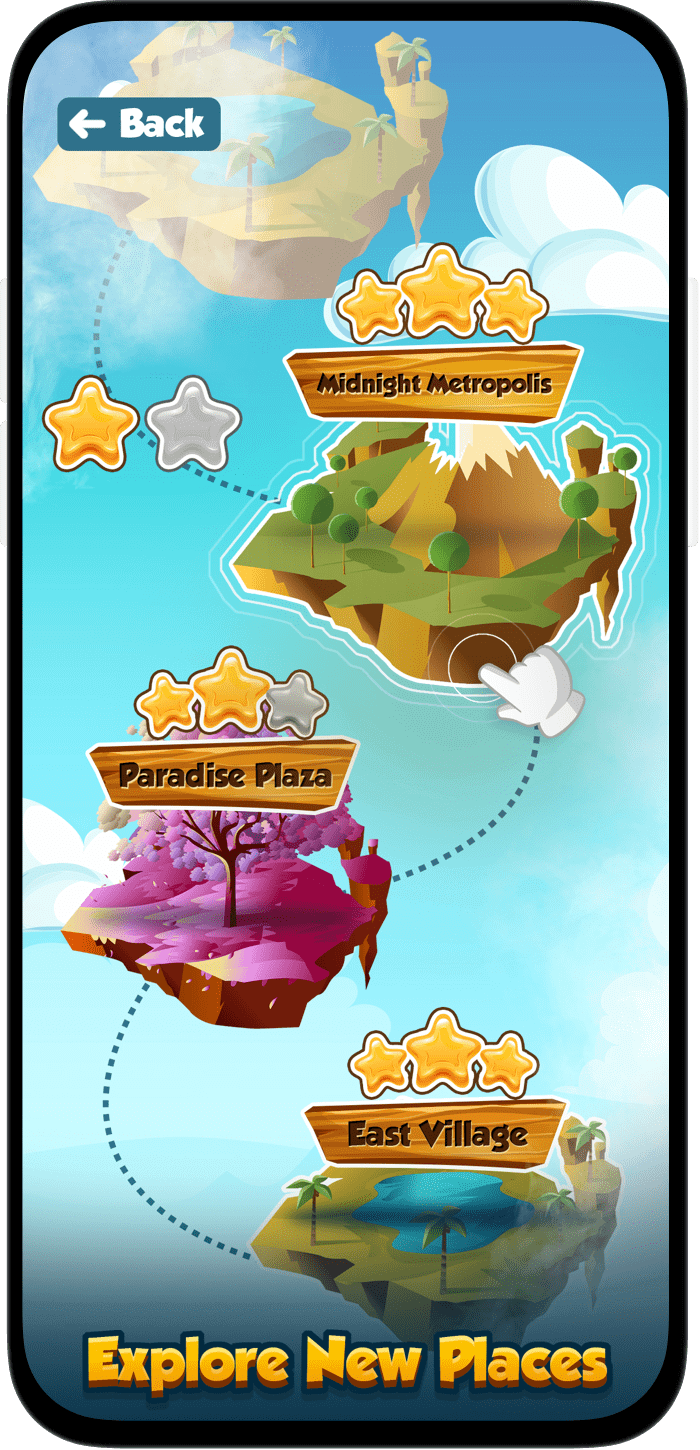 Back
Midnight Metropolis
Paradise Plaza
East Village
Explore New Places